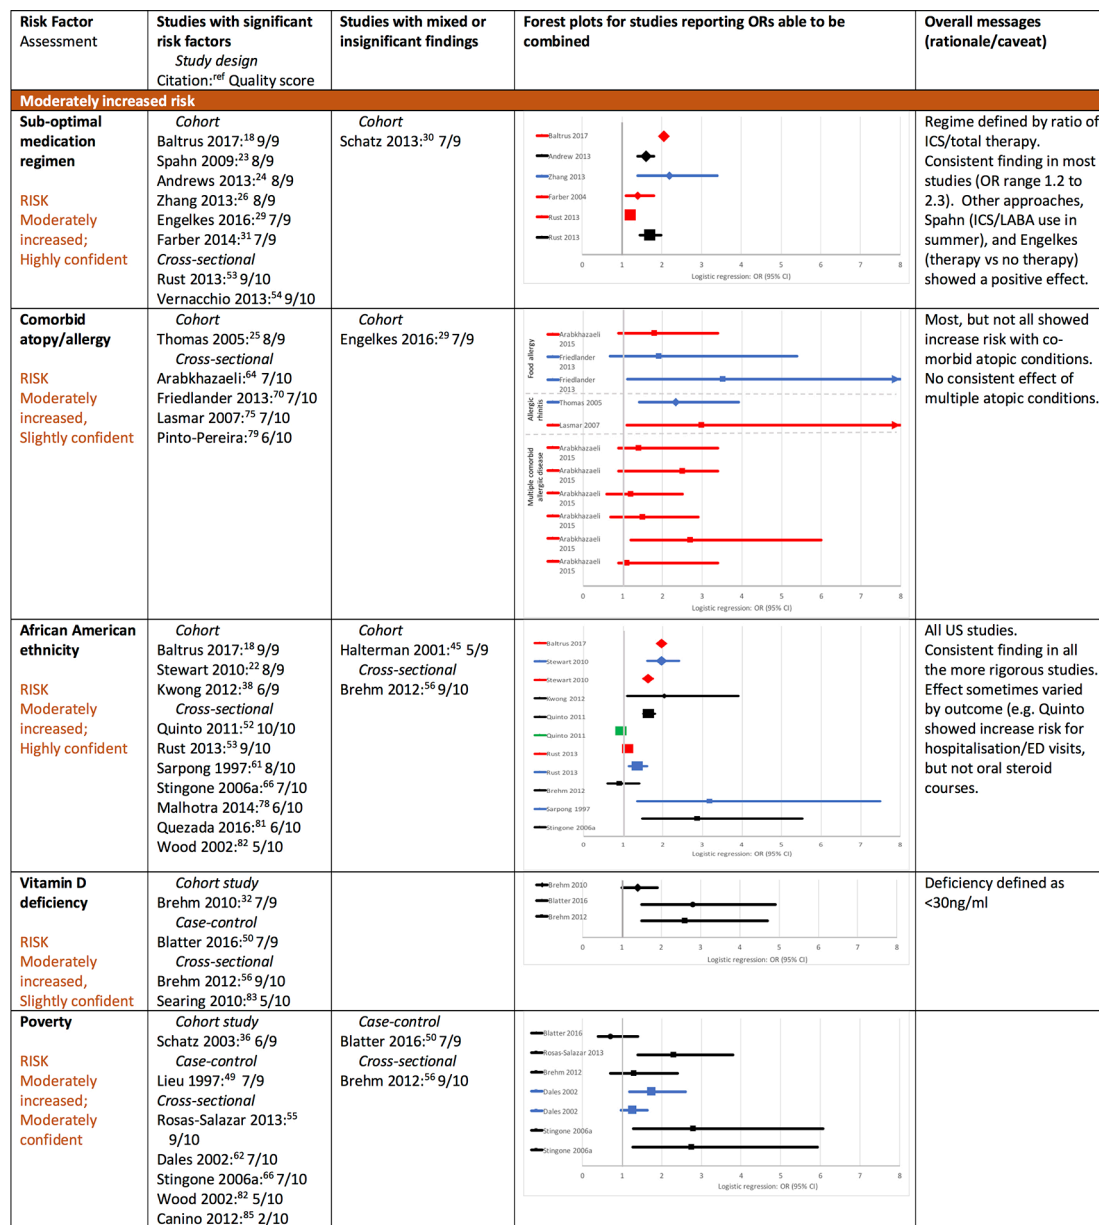 Risk Factor
Assessment
Studies with significant
risk factors
Study design
Citation:ref Quality score
Studies with mixed or
insignificant findings
Forest plots for studies reporting ORs able to be
combined
Overall messages
(rationale/caveat)
Moderately increased risk
Sub-optimal
medication
regimen
RISK
Moderately
increased;
Highly confident
Cohort
Baltrus 2017:18 9/9
Spahn 2009:23 8/9
Andrews 2013:24 8/9
Zhang 2013:26 8/9
Engelkes 2016:29 7/9
Farber 2014:31 7/9
Cross-sectional
Rust 2013:53 9/10
Vernacchio 2013:54 9/10
Cohort
Schatz 2013:30 7/9
Baltrus 2017
Andrew 2013
Zhang 2013
Farber 2004
Rust 2013
Rust 2013
0 1 2 3 4 5 6 7 8
Logistic regression: OR (95% CI)
Regime defined by ratio of
ICS/total therapy.
Consistent finding in most
studies (OR range 1.2 to
2.3). Other approaches,
Spahn (ICS/LABA use in
summer), and Engelkes
(therapy vs no therapy)
showed a positive effect.
Comorbid
atopy/allergy
RISK
Moderately
increased,
Slightly confident
Cohort
Thomas 2005:25 8/9
Cross-sectional
Arabkhazaeli:64 7/10
Friedlander 2013:70 7/10
Lasmar 2007:75 7/10
Pinto-Pereira:79 6/10
Cohort
Engelkes 2016:29 7/9
Food allergy
Arabkhazaeli
2015
Friedlander
2013
Friedlander
2013
Allergic
rhinitis
Thomas 2005
Lasmar 2007
Multiple comorbid
allergic disease
Arabkhazaeli
2015
Arabkhazaeli
2015
Arabkhazaeli
2015
Arabkhazaeli
2015
Arabkhazaeli
2015
Arabkhazaeli
2015
0 1 2 3 4 5 6 7 8
Logistic regression: OR (95% CI)
Most, but not all showed
increase risk with co-
morbid atopic conditions.
No consistent effect of
multiple atopic conditions.
African American
ethnicity
RISK
Moderately
increased;
Highly confident
Cohort
Baltrus 2017:18 9/9
Stewart 2010:22 8/9
Kwong 2012:38 6/9
Cross-sectional
Quinto 2011:52 10/10
Rust 2013:53 9/10
Sarpong 1997:61 8/10
Stingone 2006a:66 7/10
Malhotra 2014:78 6/10
Quezada 2016:81 6/10
Wood 2002:82 5/10
Cohort
Halterman 2001:45 5/9
Cross-sectional
Brehm 2012:56 9/10
Baltrus 2017
Stewart 2010
Stewart 2010
Kwong 2012
Quinto 2011
Quinto 2011
Rust 2013
Rust 2013
Brehm 2012
Sarpong 1997
Stingone 2006a
0 1 2 3 4 5 6 7 8
Logistic regression: OR (95% CI)
All US studies.
Consistent finding in all
the more rigorous studies.
Effect sometimes varied
by outcome (e.g. Quinto
showed increase risk for
hospitalisation/ED visits,
but not oral steroid
courses.
Vitamin D
deficiency
RISK
Moderately
increased,
Slightly confident
Cohort study
Brehm 2010:32 7/9
Case-control
Blatter 2016:50 7/9
Cross-sectional
Brehm 2012:56 9/10
Searing 2010:83 5/10
Brehm 2010
Blatter 2016
Brehm 2012
0 1 2 3 4 5 6 7 8
Logistic regression: OR (95% CI)
Deficiency defined as
<30ng/ml
Poverty
RISK
Moderately
increased;
Moderately
confident
Cohort study
Schatz 2003:36 6/9
Case-control
Lieu 1997:49 7/9
Cross-sectional
Rosas-Salazar 2013:55
9/10
Dales 2002:62 7/10
Stingone 2006a:66 7/10
Wood 2002:82 5/10
Canino 2012:85 2/10
Case-control
Blatter 2016:50 7/9
Cross-sectional
Brehm 2012:56 9/10
Blatter 2016
Rosas-Salazar 2013
Brehm 2012
Dales 2002
Dales 2002
Stingone 2006a
Stingone 2006a
0 1 2 3 4 5 6 7 8
Logistic regression: OR (95% CI)